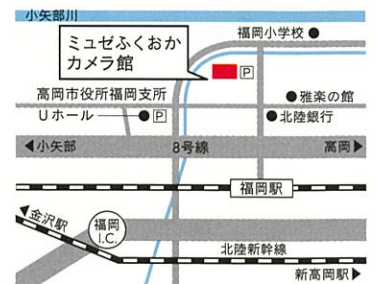 小矢部川
福岡小学校
ミュゼふくおか
カメラ館
P
高岡市役所福岡支所
雅楽の館
Uホール
P
北陸銀行
小矢部
8号線
高岡
福岡駅
金沢駅
福岡
I.C.
北陸新幹線
新高岡駅